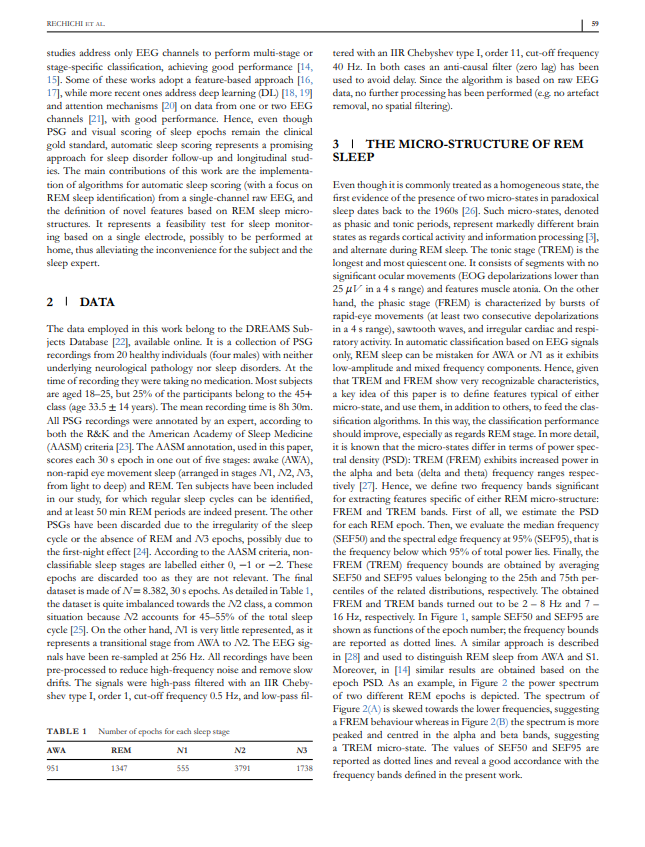 RECHICHI ET AL.
59
studies address only EEG channels to perform multi-stage or
stage-specific classification, achieving good performance [14,
15]. Some of these works adopt a feature-based approach [16,
17], while more recent ones address deep learning (DL) [18, 19]
and attention mechanisms [20] on data from one or two EEG
channels [21], with good performance. Hence, even though
PSG and visual scoring of sleep epochs remain the clinical
gold standard, automatic sleep scoring represents a promising
approach for sleep disorder follow-up and longitudinal stud-
ies. The main contributions of this work are the implementa-
tion of algorithms for automatic sleep scoring (with a focus on
REM sleep identification) from a single-channel raw EEG, and
the definition of novel features based on REM sleep micro-
structures. It represents a feasibility test for sleep monitor-
ing based on a single electrode, possibly to be performed at
home, thus alleviating the inconvenience for the subject and the
sleep expert.
2 | DATA
The data employed in this work belong to the DREAMS Sub-
jects Database [22], available online. It is a collection of PSG
recordings from 20 healthy individuals (four males) with neither
underlying neurological pathology nor sleep disorders. At the
time of recording they were taking no medication. Most subjects
are aged 18–25, but 25% of the participants belong to the 45+
class (age 33.5 ± 14 years). The mean recording time is 8h 30m.
All PSG recordings were annotated by an expert, according to
both the R&K and the American Academy of Sleep Medicine
(AASM) criteria [23]. The AASM annotation, used in this paper,
scores each 30 s epoch in one out of five stages: awake (AWA),
non-rapid eye movement sleep (arranged in stages N1, N2, N3,
from light to deep) and REM. Ten subjects have been included
in our study, for which regular sleep cycles can be identified,
and at least 50 min REM periods are indeed present. The other
PSGs have been discarded due to the irregularity of the sleep
cycle or the absence of REM and N3 epochs, possibly due to
the first-night effect [24]. According to the AASM criteria, non-
classifiable sleep stages are labelled either 0, −1 or −2. These
epochs are discarded too as they are not relevant. The final
dataset is made of N = 8.382, 30 s epochs. As detailed in Table 1,
the dataset is quite imbalanced towards the N2 class, a common
situation because N2 accounts for 45–55% of the total sleep
cycle [25]. On the other hand, N1 is very little represented, as it
represents a transitional stage from AWA to N2. The EEG sig-
nals have been re-sampled at 256 Hz. All recordings have been
pre-processed to reduce high-frequency noise and remove slow
drifts. The signals were high-pass filtered with an IIR Cheby-
shev type I, order 1, cut-off frequency 0.5 Hz, and low-pass fil-
TABLE 1 Number of epochs for each sleep stage
AWA REM N1 N2 N3
951 1347 555 3791 1738
tered with an IIR Chebyshev type I, order 11, cut-off frequency
40 Hz. In both cases an anti-causal filter (zero lag) has been
used to avoid delay. Since the algorithm is based on raw EEG
data, no further processing has been performed (e.g. no artefact
removal, no spatial filtering).
3 | THE MICRO-STRUCTURE OF REM
SLEEP
Even though it is commonly treated as a homogeneous state, the
first evidence of the presence of two micro-states in paradoxical
sleep dates back to the 1960s [26]. Such micro-states, denoted
as phasic and tonic periods, represent markedly different brain
states as regards cortical activity and information processing [3],
and alternate during REM sleep. The tonic stage (TREM) is the
longest and most quiescent one. It consists of segments with no
significant ocular movements (EOG depolarizations lower than
25 μV in a 4 s range) and features muscle atonia. On the other
hand, the phasic stage (FREM) is characterized by bursts of
rapid-eye movements (at least two consecutive depolarizations
in a 4 s range), sawtooth waves, and irregular cardiac and respi-
ratory activity. In automatic classification based on EEG signals
only, REM sleep can be mistaken for AWA or N1 as it exhibits
low-amplitude and mixed frequency components. Hence, given
that TREM and FREM show very recognizable characteristics,
a key idea of this paper is to define features typical of either
micro-state, and use them, in addition to others, to feed the clas-
sification algorithms. In this way, the classification performance
should improve, especially as regards REM stage. In more detail,
it is known that the micro-states differ in terms of power spec-
tral density (PSD): TREM (FREM) exhibits increased power in
the alpha and beta (delta and theta) frequency ranges respec-
tively [27]. Hence, we define two frequency bands significant
for extracting features specific of either REM micro-structure:
FREM and TREM bands. First of all, we estimate the PSD
for each REM epoch. Then, we evaluate the median frequency
(SEF50) and the spectral edge frequency at 95% (SEF95), that is
the frequency below which 95% of total power lies. Finally, the
FREM (TREM) frequency bounds are obtained by averaging
SEF50 and SEF95 values belonging to the 25th and 75th per-
centiles of the related distributions, respectively. The obtained
FREM and TREM bands turned out to be 2 – 8 Hz and 7 –
16 Hz, respectively. In Figure 1, sample SEF50 and SEF95 are
shown as functions of the epoch number; the frequency bounds
are reported as dotted lines. A similar approach is described
in [28] and used to distinguish REM sleep from AWA and S1.
Moreover, in [14] similar results are obtained based on the
epoch PSD. As an example, in Figure 2 the power spectrum
of two different REM epochs is depicted. The spectrum of
Figure 2(A) is skewed towards the lower frequencies, suggesting
a FREM behaviour whereas in Figure 2(B) the spectrum is more
peaked and centred in the alpha and beta bands, suggesting
a TREM micro-state. The values of SEF50 and SEF95 are
reported as dotted lines and reveal a good accordance with the
frequency bands defined in the present work.